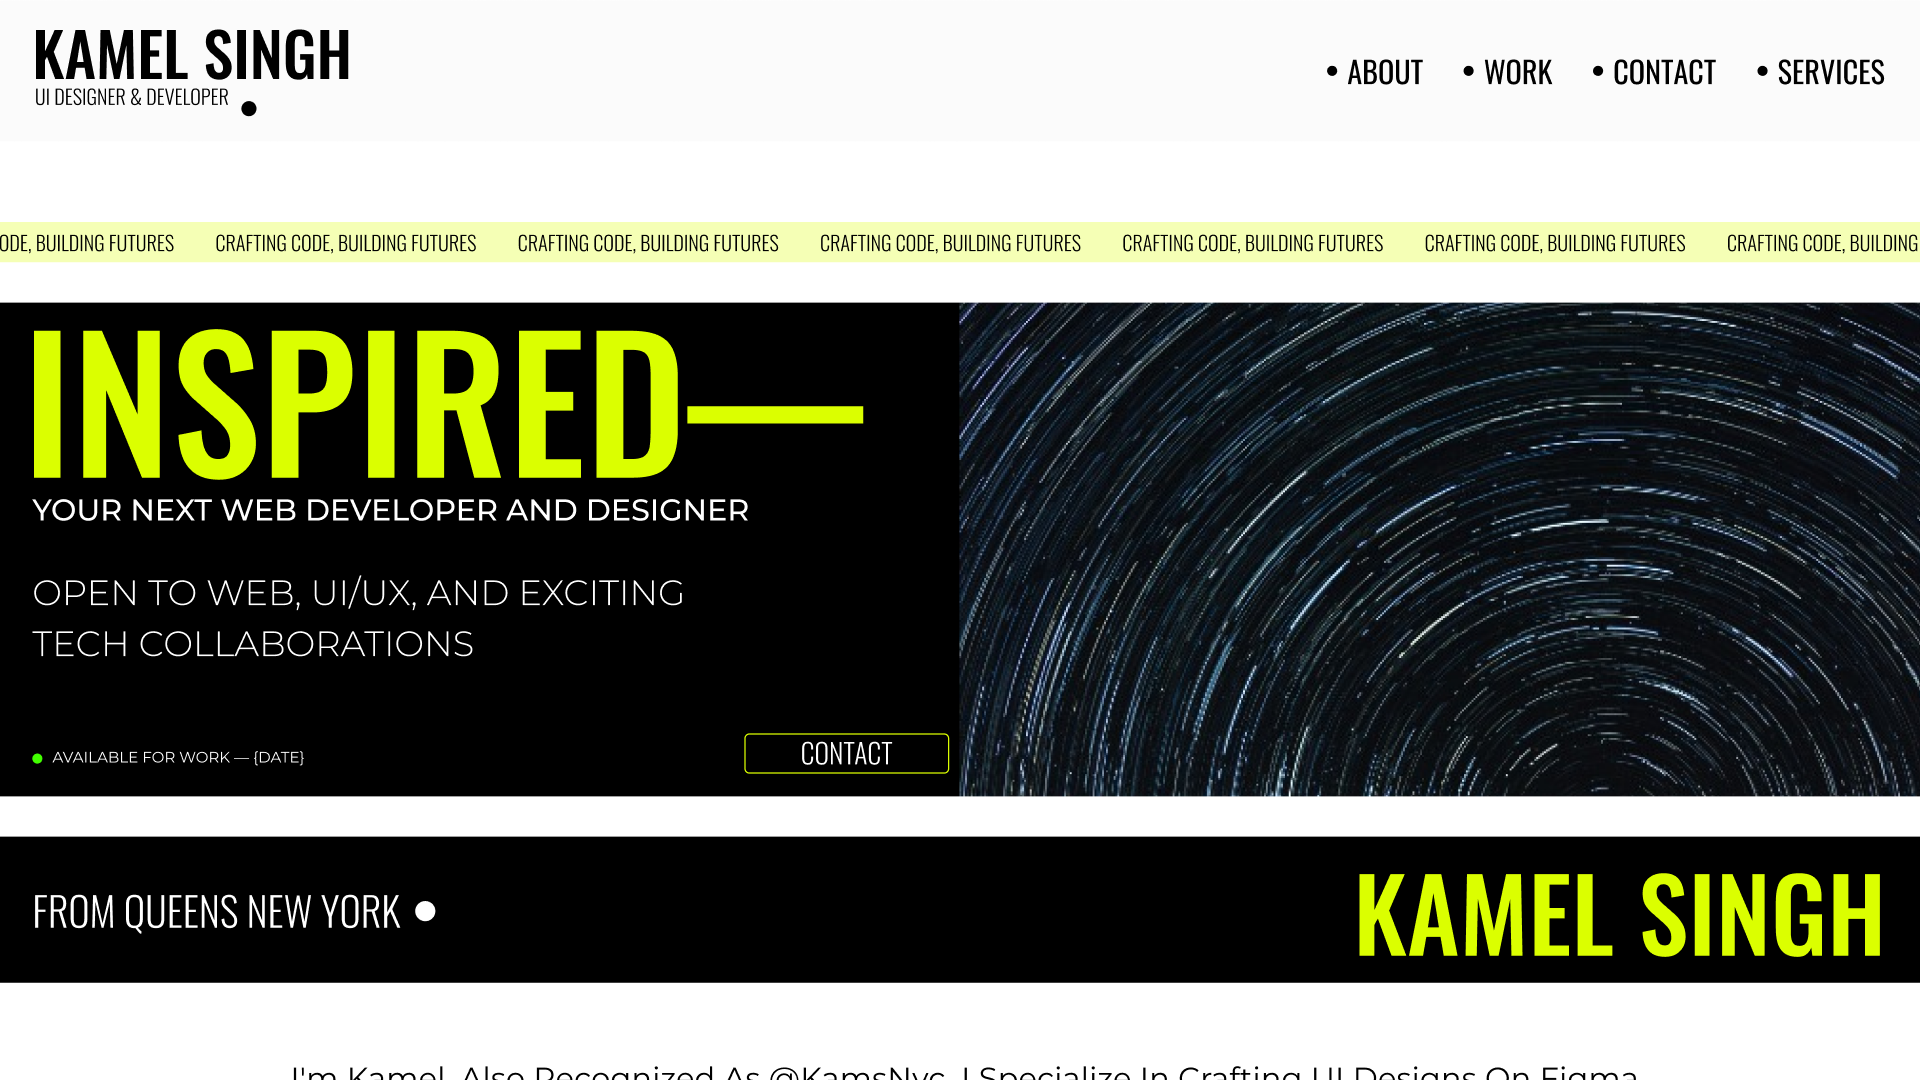 KAMEL SINGH
UI DESIGNER & DEVELOPER
• ABOUT • WORK • CONTACT • SERVICES
ODE, BUILDING FUTURES CRAFTING CODE, BUILDING FUTURES CRAFTING CODE, BUILDING FUTURES CRAFTING CODE, BUILDING FUTURES CRAFTING CODE, BUILDING FUTURES CRAFTING CODE, BUILDING FUTURES CRAFTING CODE, BUILDING
INSPIRED—
YOUR NEXT WEB DEVELOPER AND DESIGNER
OPEN TO WEB, UI/UX, AND EXCITING
TECH COLLABORATIONS
AVAILABLE FOR WORK — {DATE}
CONTACT
FROM QUEENS NEW YORK
KAMEL SINGH
I'm Kamel, Also Recognized As @KamsNyc. I Specialize In Crafting UI Designs On Figma